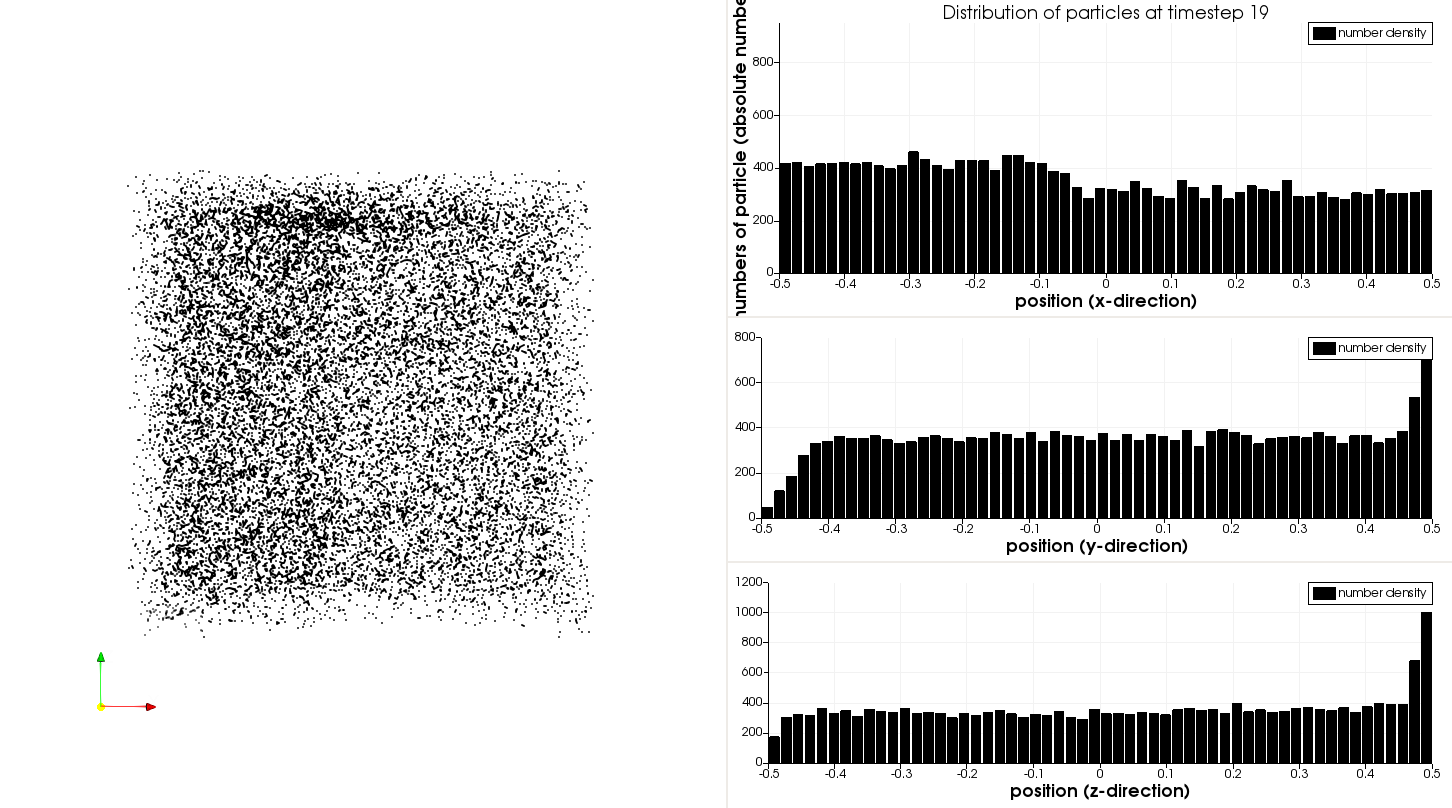 Distribution of particles at timestep 19
number density
numbers of particle (absolute number
800
600
400
200
0
-0.5 -0.4 -0.3 -0.2 -0.1 0 0.1 0.2 0.3 0.4 0.5
position (x-direction)
800
number density
600
400
200
0
-0.5 -0.4 -0.3 -0.2 -0.1 0 0.1 0.2 0.3 0.4 0.5
position (y-direction)
1200
number density
1000
800
600
400
200
0
-0.5 -0.4 -0.3 -0.2 -0.1 0 0.1 0.2 0.3 0.4 0.5
position (z-direction)